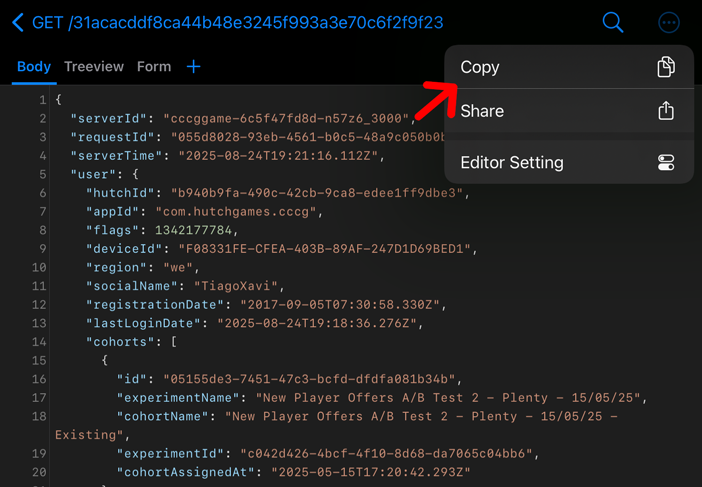 GET /31acacddf8ca44b48e3245f993a3e70c6f2f9f23
Body Treeview Form +
Copy
Share
Editor Setting
1 {
2 "serverId": "cccggame-6c5f47fd8d-n57z6_3000",
3 "requestId": "055d8028-93eb-4561-b0c5-48a9c050b0b
4 "serverTime": "2025-08-24T19:21:16.112Z",
5 "user": {
6 "hutchId": "b940b9fa-490c-42cb-9ca8-edee1ff9dbe3",
7 "appId": "com.hutchgames.cccg",
8 "flags": 1342177784,
9 "deviceId": "F08331FE-CFEA-403B-89AF-247D1D69BED1",
10 "region": "we",
11 "socialName": "TiagoXavi",
12 "registrationDate": "2017-09-05T07:30:58.330Z",
13 "lastLoginDate": "2025-08-24T19:18:36.276Z",
14 "cohorts": [
15 {
16 "id": "05155de3-7451-47c3-bcfd-dfdfa081b34b",
17 "experimentName": "New Player Offers A/B Test 2 - Plenty - 15/05/25",
18 "cohortName": "New Player Offers A/B Test 2 - Plenty - 15/05/25 -
Existing",
19 "experimentId": "c042d426-4bcf-4f10-8d68-da7065c04bb6",
20 "cohortAssignedAt": "2025-05-15T17:20:42.293Z"